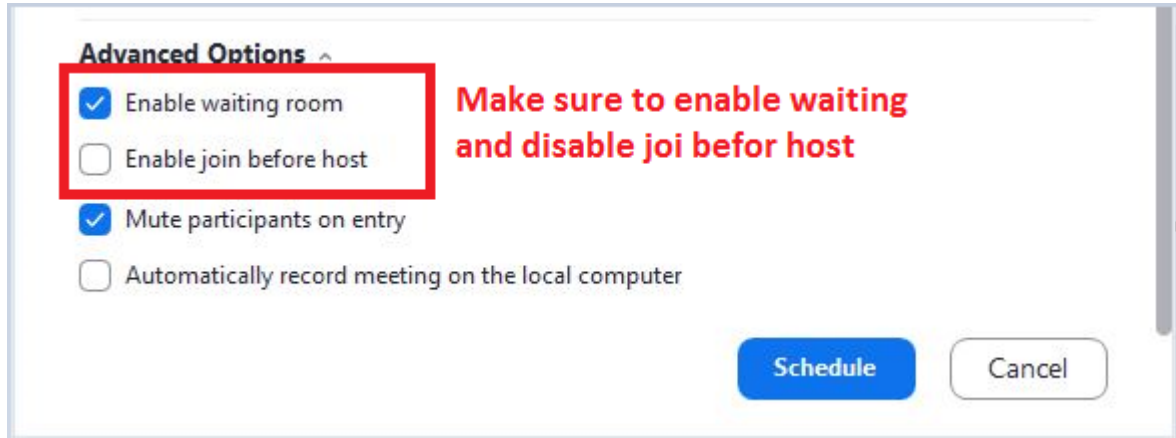 Advanced Options
Enable waiting room
Make sure to enable waiting
Enable join before host
and disable joi befor host
Mute participants on entry
Automatically record meeting on the local computer
Schedule
Cancel